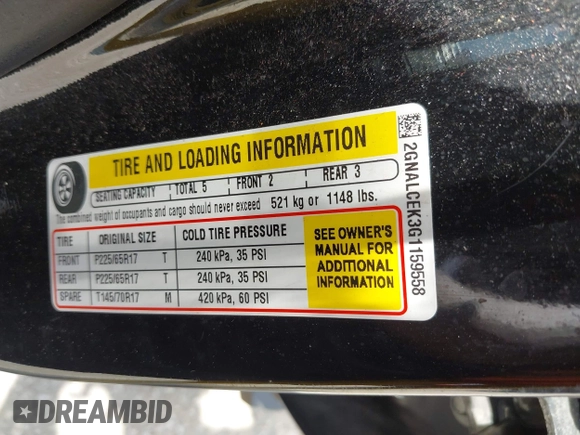 TIRE AND LOADING INFORMATION
SEATING CAPACITY TOTAL 5 FRONT 2 REAR 3
The combined weight of occupants and cargo should never exceed 521 kg or 1148 lbs.
TIRE ORIGINAL SIZE COLD TIRE PRESSURE
FRONT P225/65R17 T 240 kPa, 35 PSI
REAR P225/65R17 T 240 kPa, 35 PSI
SPARE T145/70R17 M 420 kPa, 60 PSI
SEE OWNER'S
MANUAL FOR
ADDITIONAL
INFORMATION
2GNALCEK3G1159558
DREAMBID